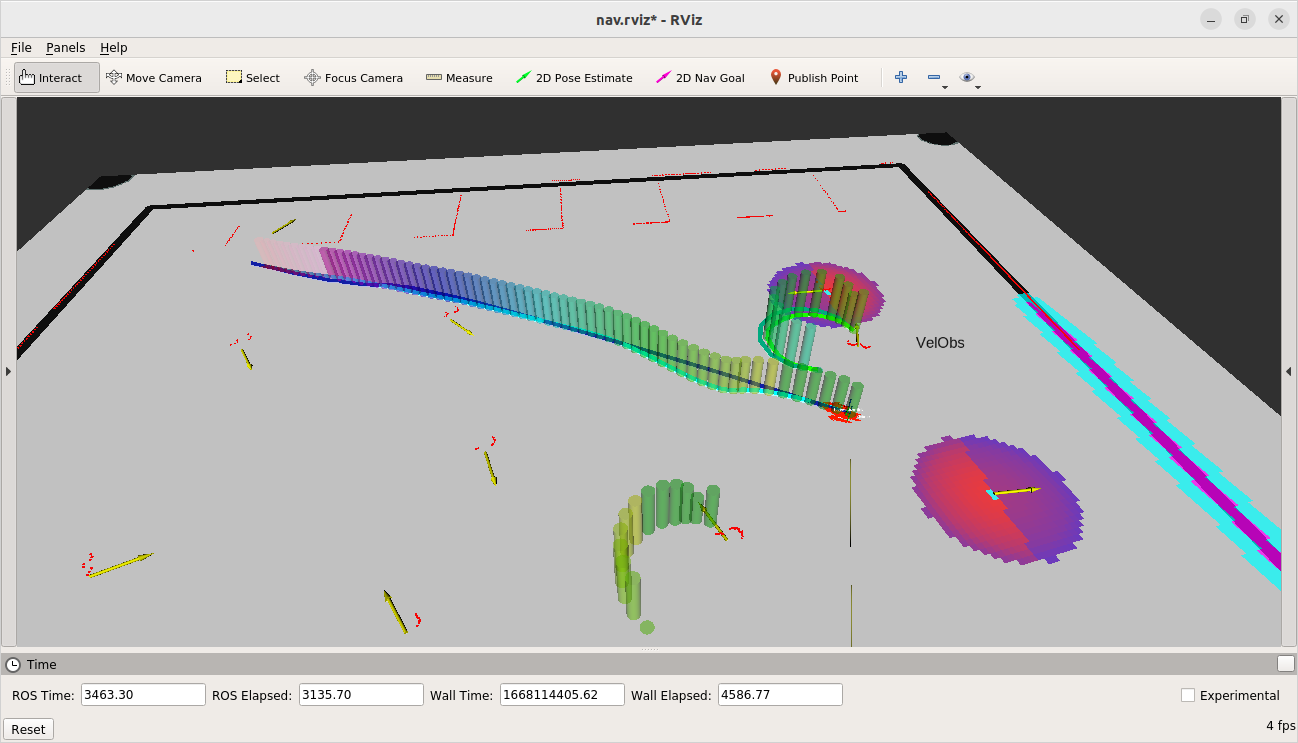 nav.rviz* - RViz
File Panels Help
Interact Move Camera Select Focus Camera Measure 2D Pose Estimate 2D Nav Goal Publish Point
VelObs
Time
ROS Time: 3463.30 ROS Elapsed: 3135.70 Wall Time: 1668114405.62 Wall Elapsed: 4586.77 Experimental
Reset 4 fps